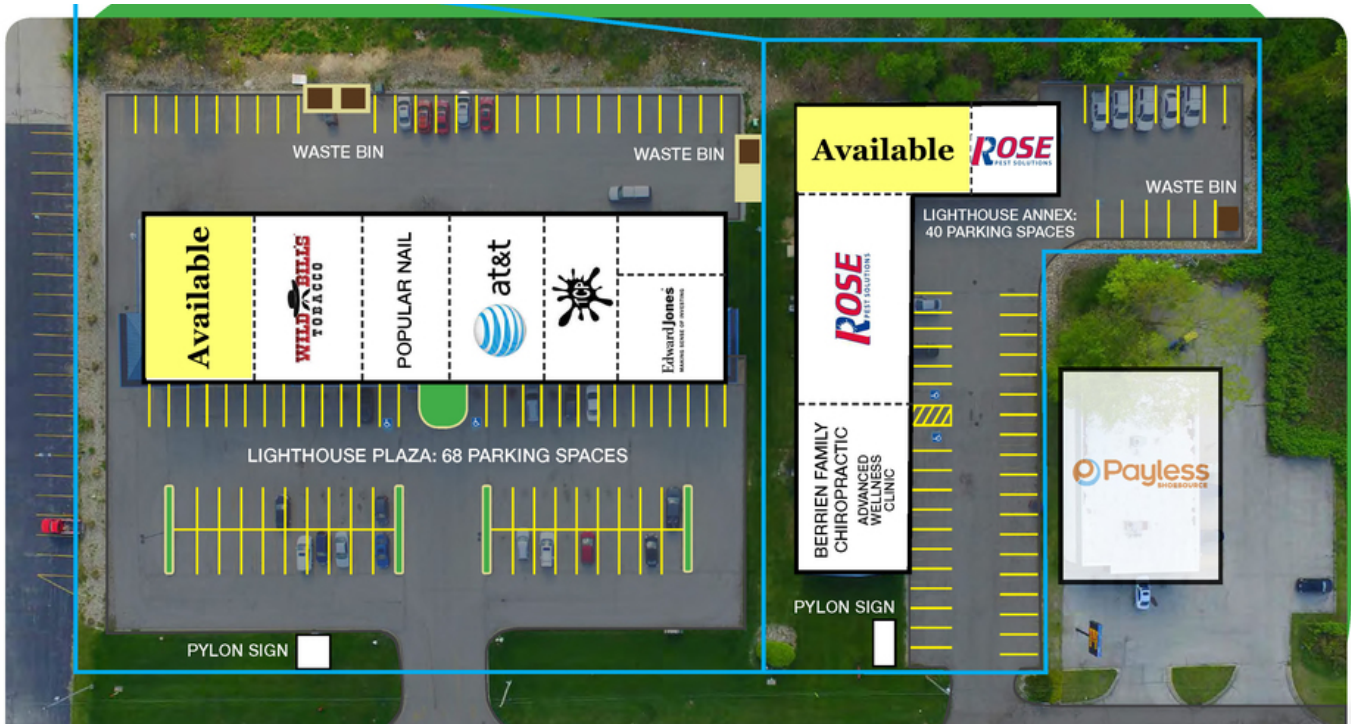 WASTE BIN
WASTE BIN
Available
WILD BILL'S
TOBACCO
POPULAR NAIL
at&t
TCP
EdwardJones
MAKING SENSE OF INVESTING
LIGHTHOUSE PLAZA: 68 PARKING SPACES
PYLON SIGN
Available
ROSE
PEST SOLUTIONS
WASTE BIN
LIGHTHOUSE ANNEX:
40 PARKING SPACES
ROSE
PEST SOLUTIONS
BERRIEN FAMILY
CHIROPRACTIC
ADVANCED
WELLNESS
CLINIC
PYLON SIGN
Payless
SHOESOURCE